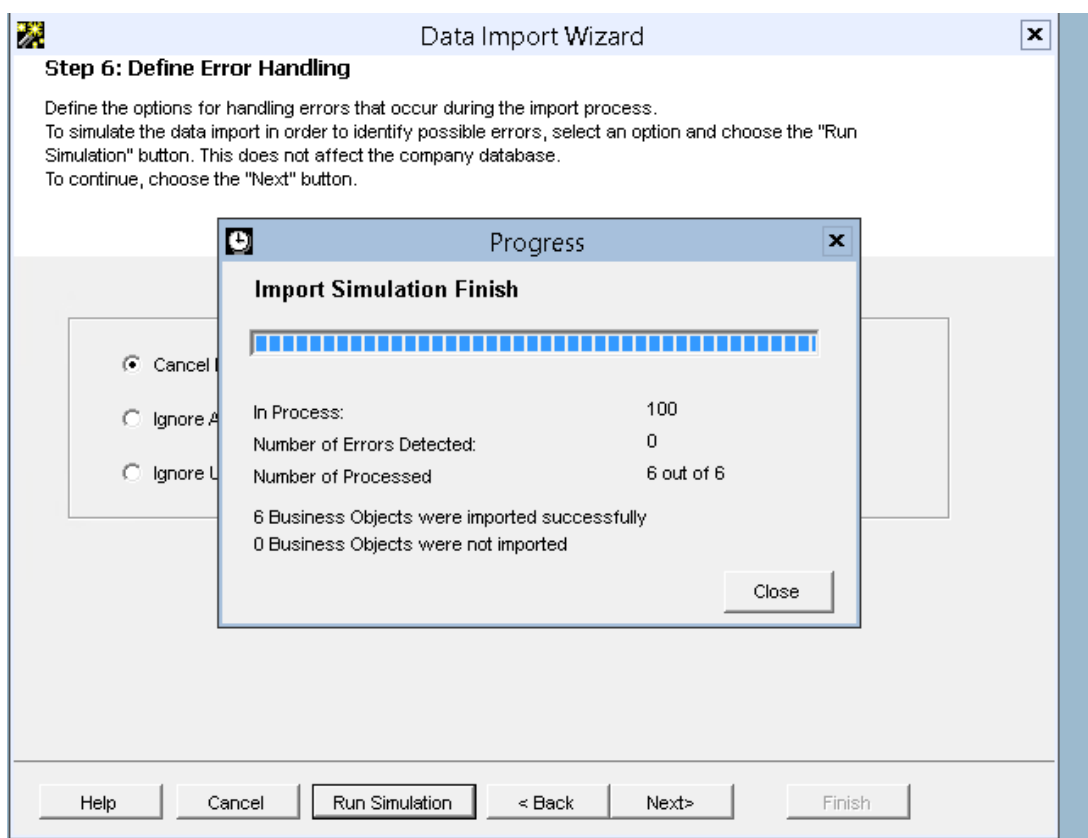 Data Import Wizard
Step 6: Define Error Handling
Define the options for handling errors that occur during the import process.
To simulate the data import in order to identify possible errors, select an option and choose the "Run
Simulation" button. This does not affect the company database.
To continue, choose the "Next" button.
Progress
Import Simulation Finish
Cancel
Ignore
Ignore
In Process: 100
Number of Errors Detected: 0
Number of Processed 6 out of 6
6 Business Objects were imported successfully
0 Business Objects were not imported
Close
Help Cancel Run Simulation < Back Next> Finish